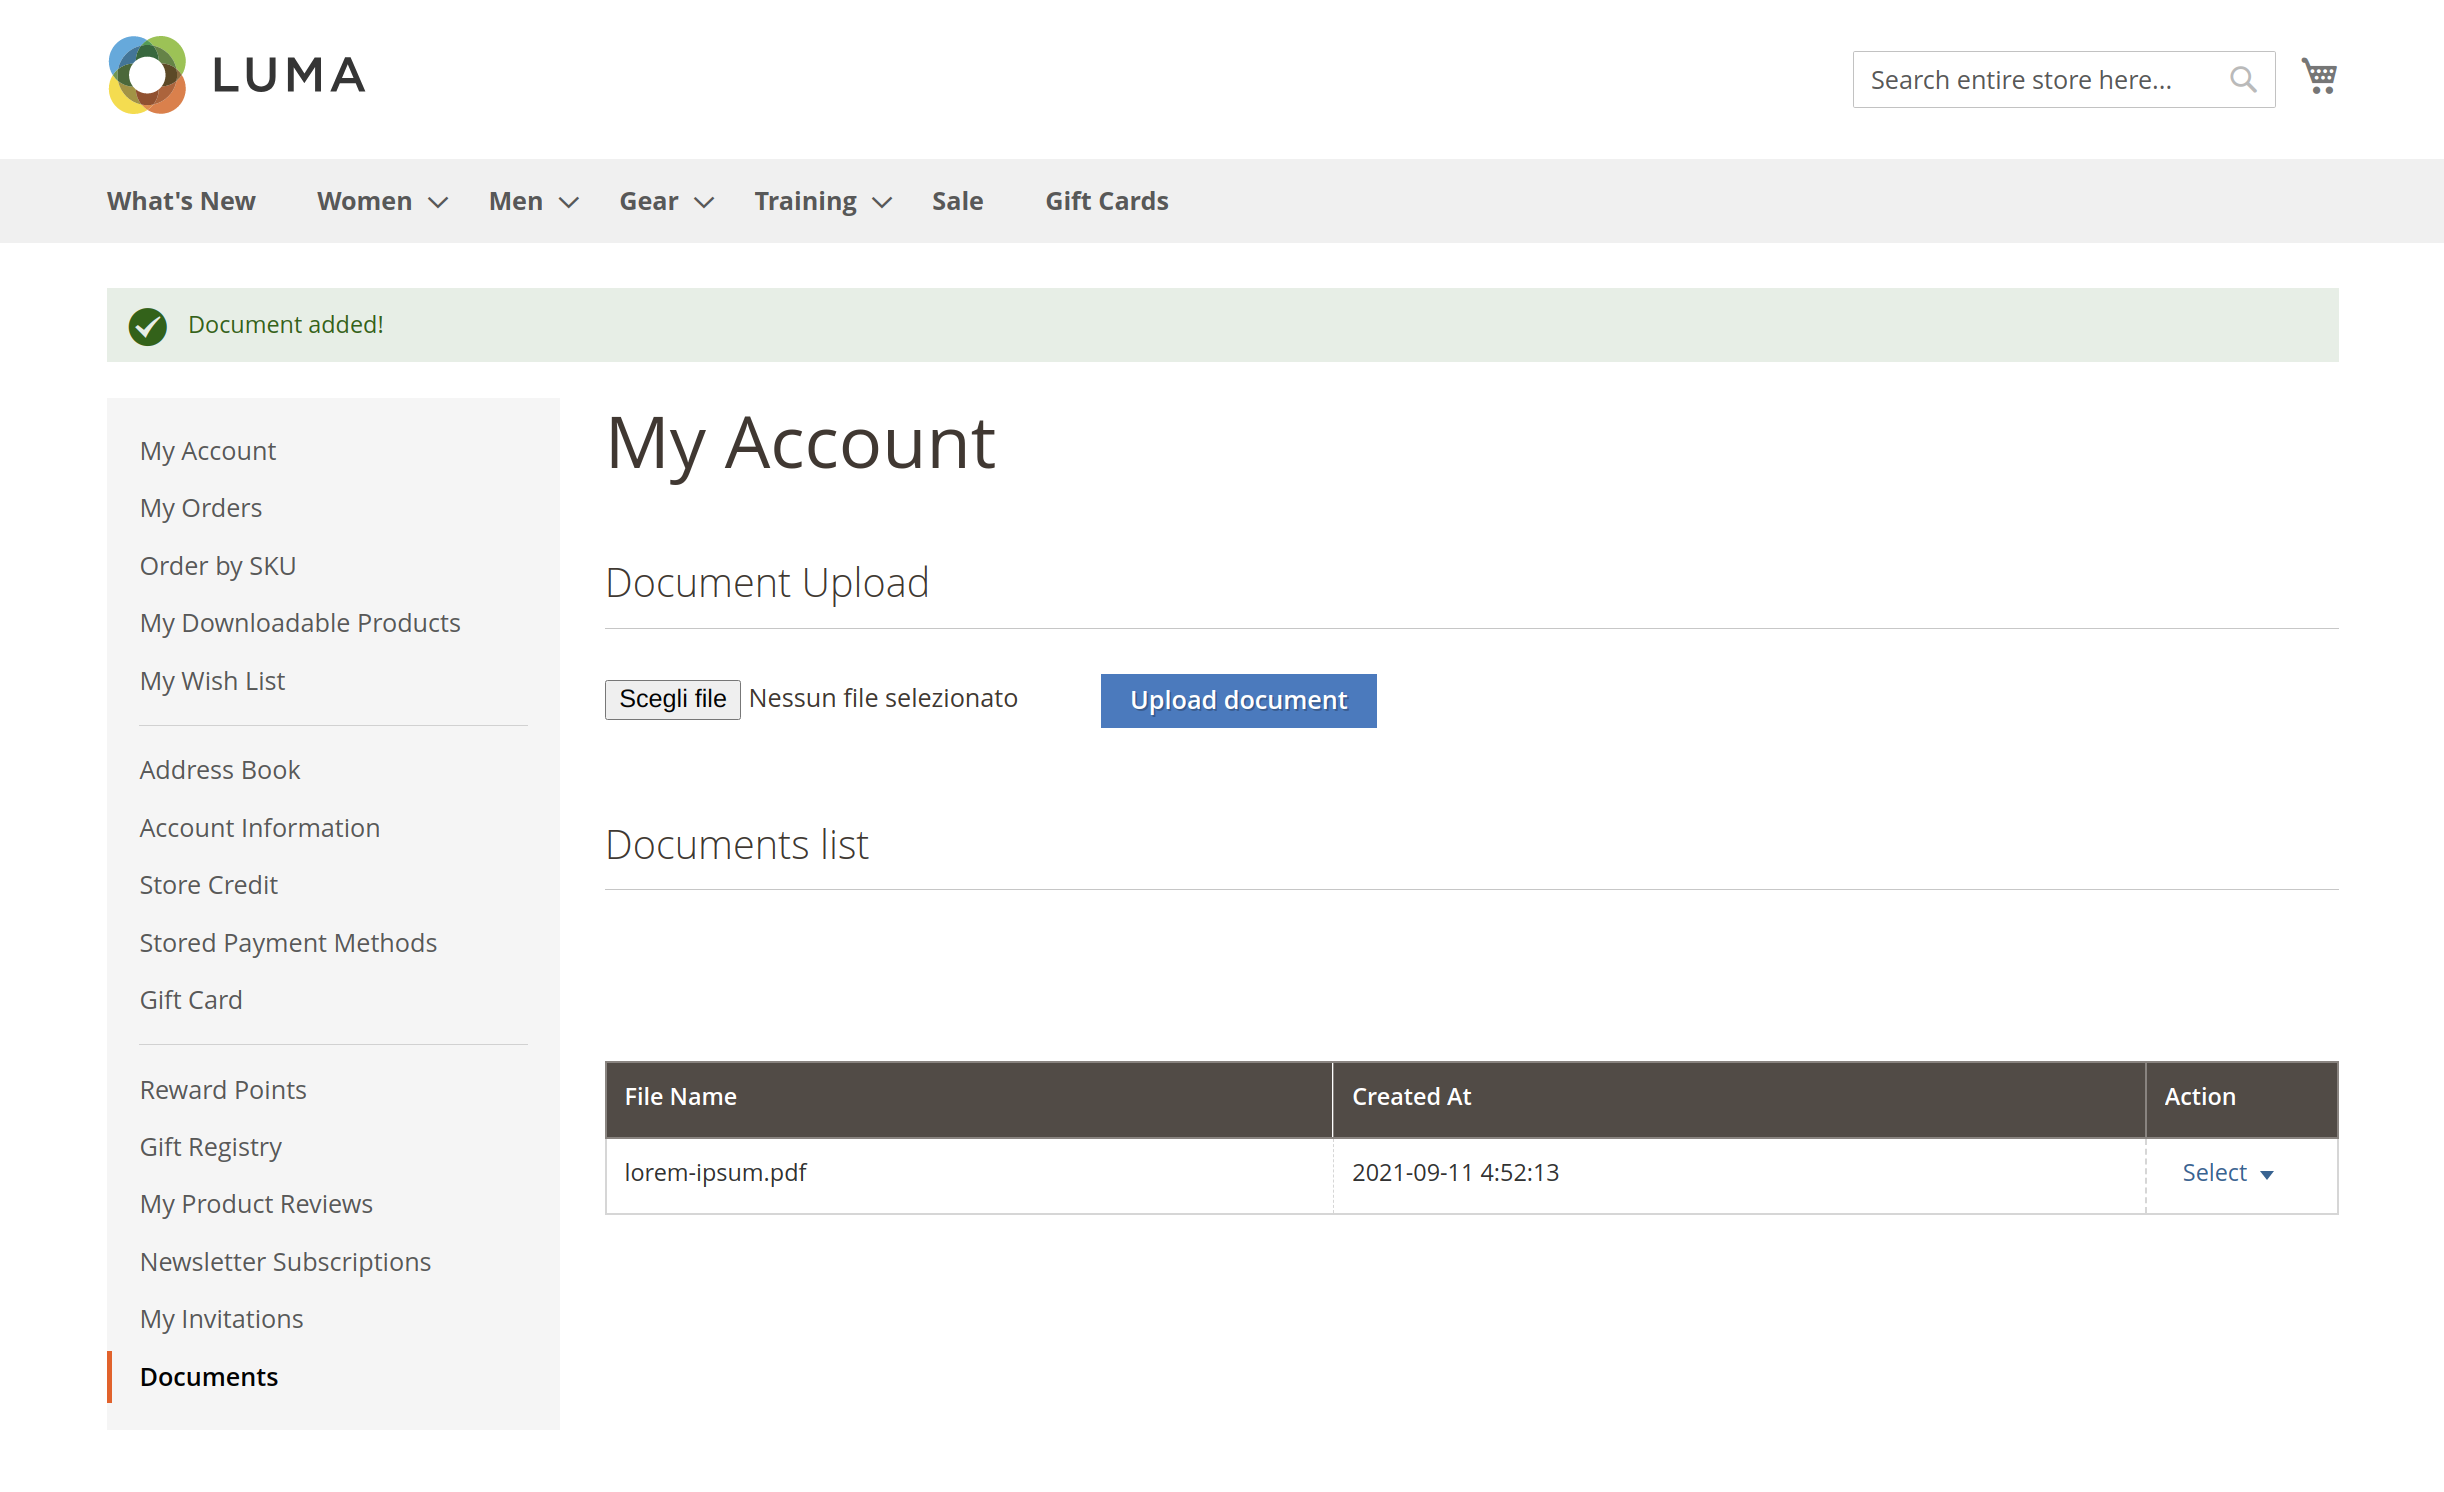 LUMA
Search entire store here...
What's New Women Men Gear Training Sale Gift Cards
Document added!
My Account
My Orders
Order by SKU
My Downloadable Products
My Wish List
Address Book
Account Information
Store Credit
Stored Payment Methods
Gift Card
Reward Points
Gift Registry
My Product Reviews
Newsletter Subscriptions
My Invitations
Documents
My Account
Document Upload
Scegli file Nessun file selezionato Upload document
Documents list
File Name Created At Action
lorem-ipsum.pdf 2021-09-11 4:52:13 Select